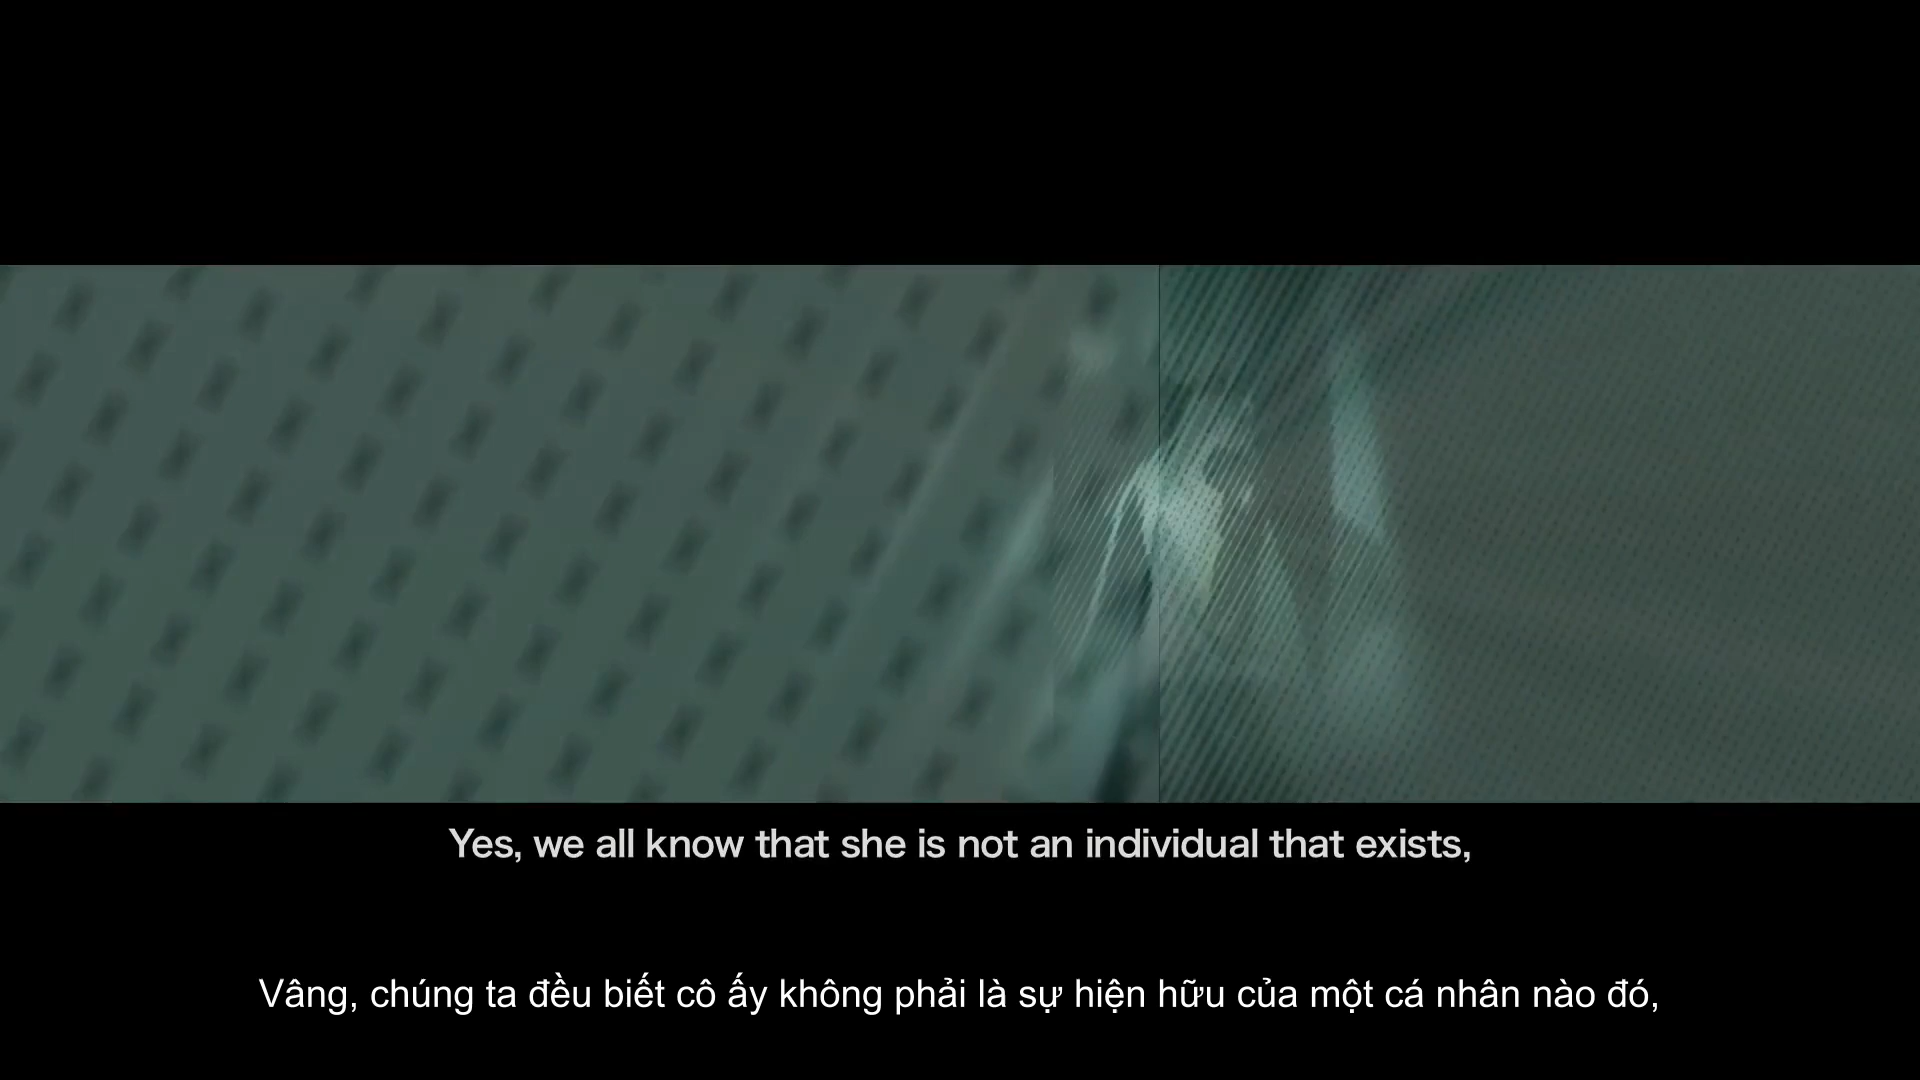 Yes, we all know that she is not an individual that exists,
Vâng, chúng ta đều biết cô ấy không phải là sự hiện hữu của một cá nhân nào đó,